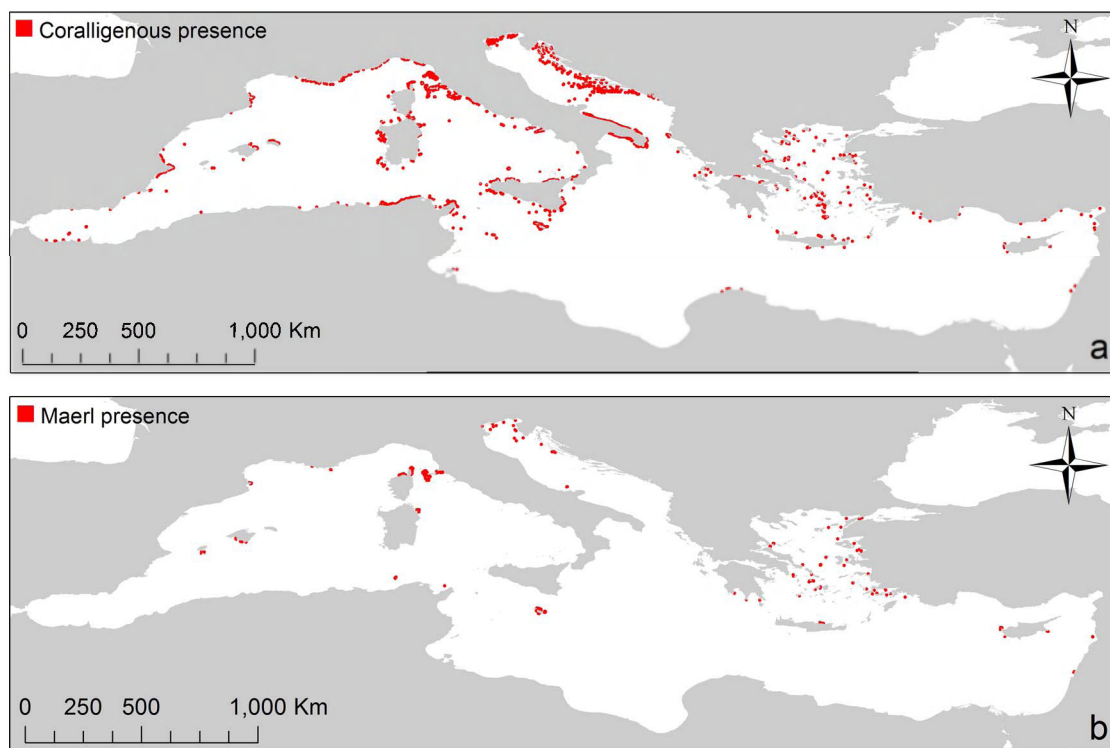 Coralligenous presence
N
0 250 500 1,000 Km
a
Maerl presence
N
0 250 500 1,000 Km
b